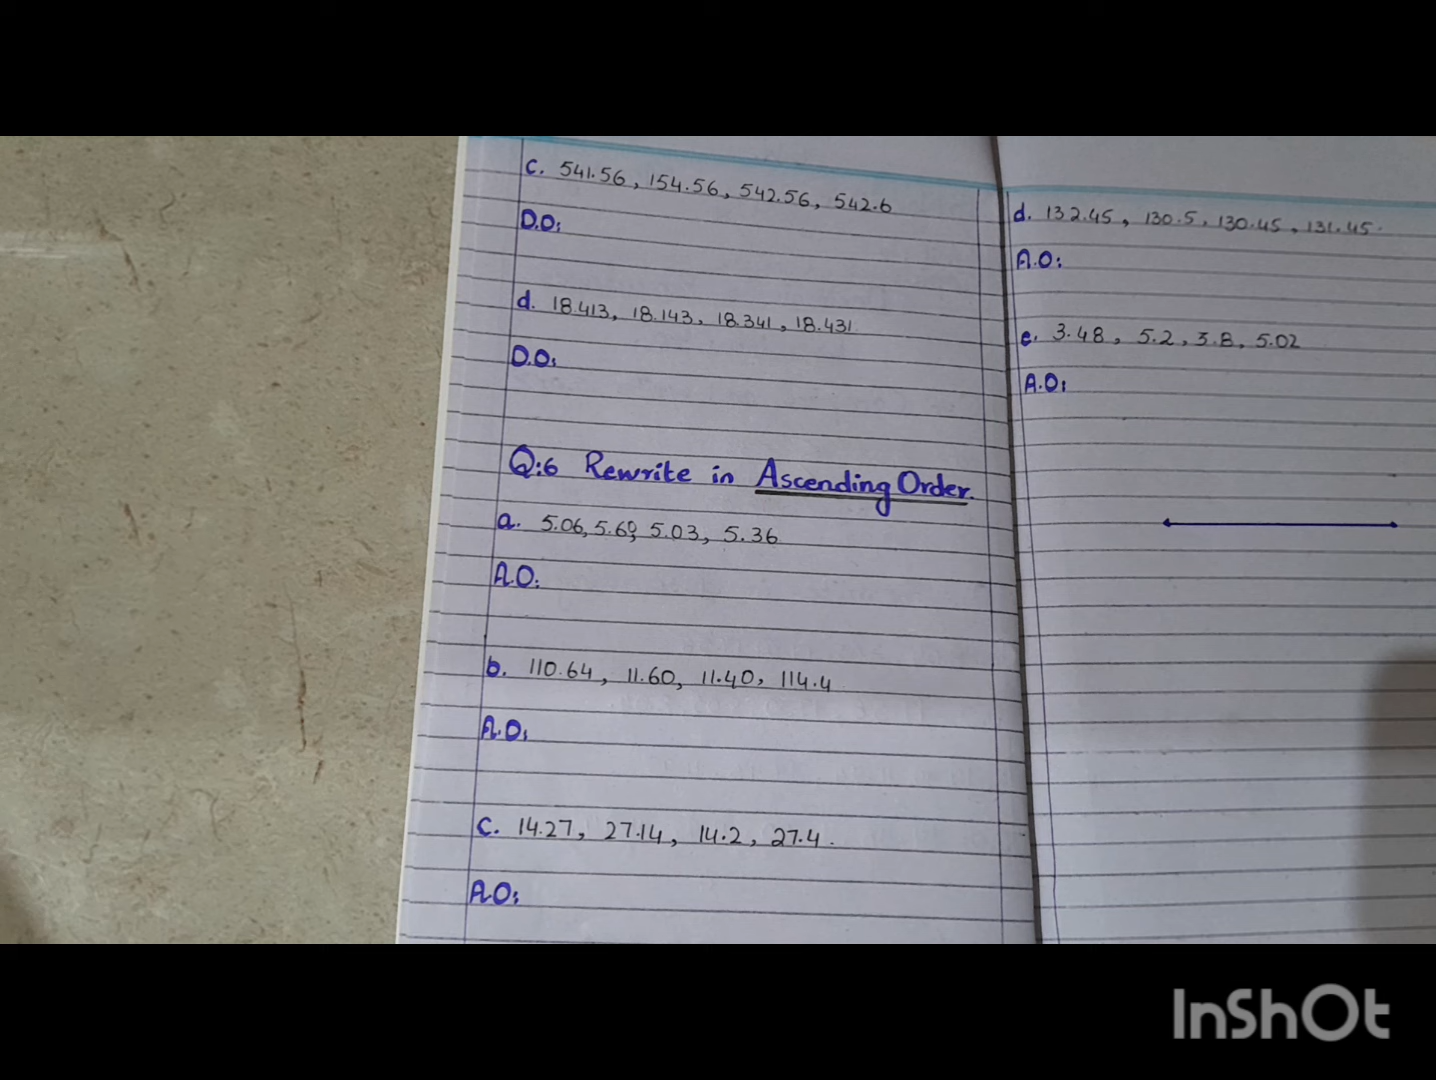 c. 541.56, 154.56, 542.56, 542.6
D.O:
d. 18.413, 18.143, 18.341, 18.431
D.O:
Q:6 Rewrite in Ascending Order.
a. 5.06, 5.60, 5.03, 5.36
A.O:
b. 110.64, 11.60, 11.40, 114.4
A.O:
c. 14.27, 27.14, 14.2, 27.4.
A.O:
d. 132.45, 130.5, 130.45, 131.45.
A.O:
e. 3.48, 5.2, 3.8, 5.02
A.O:
InShOt